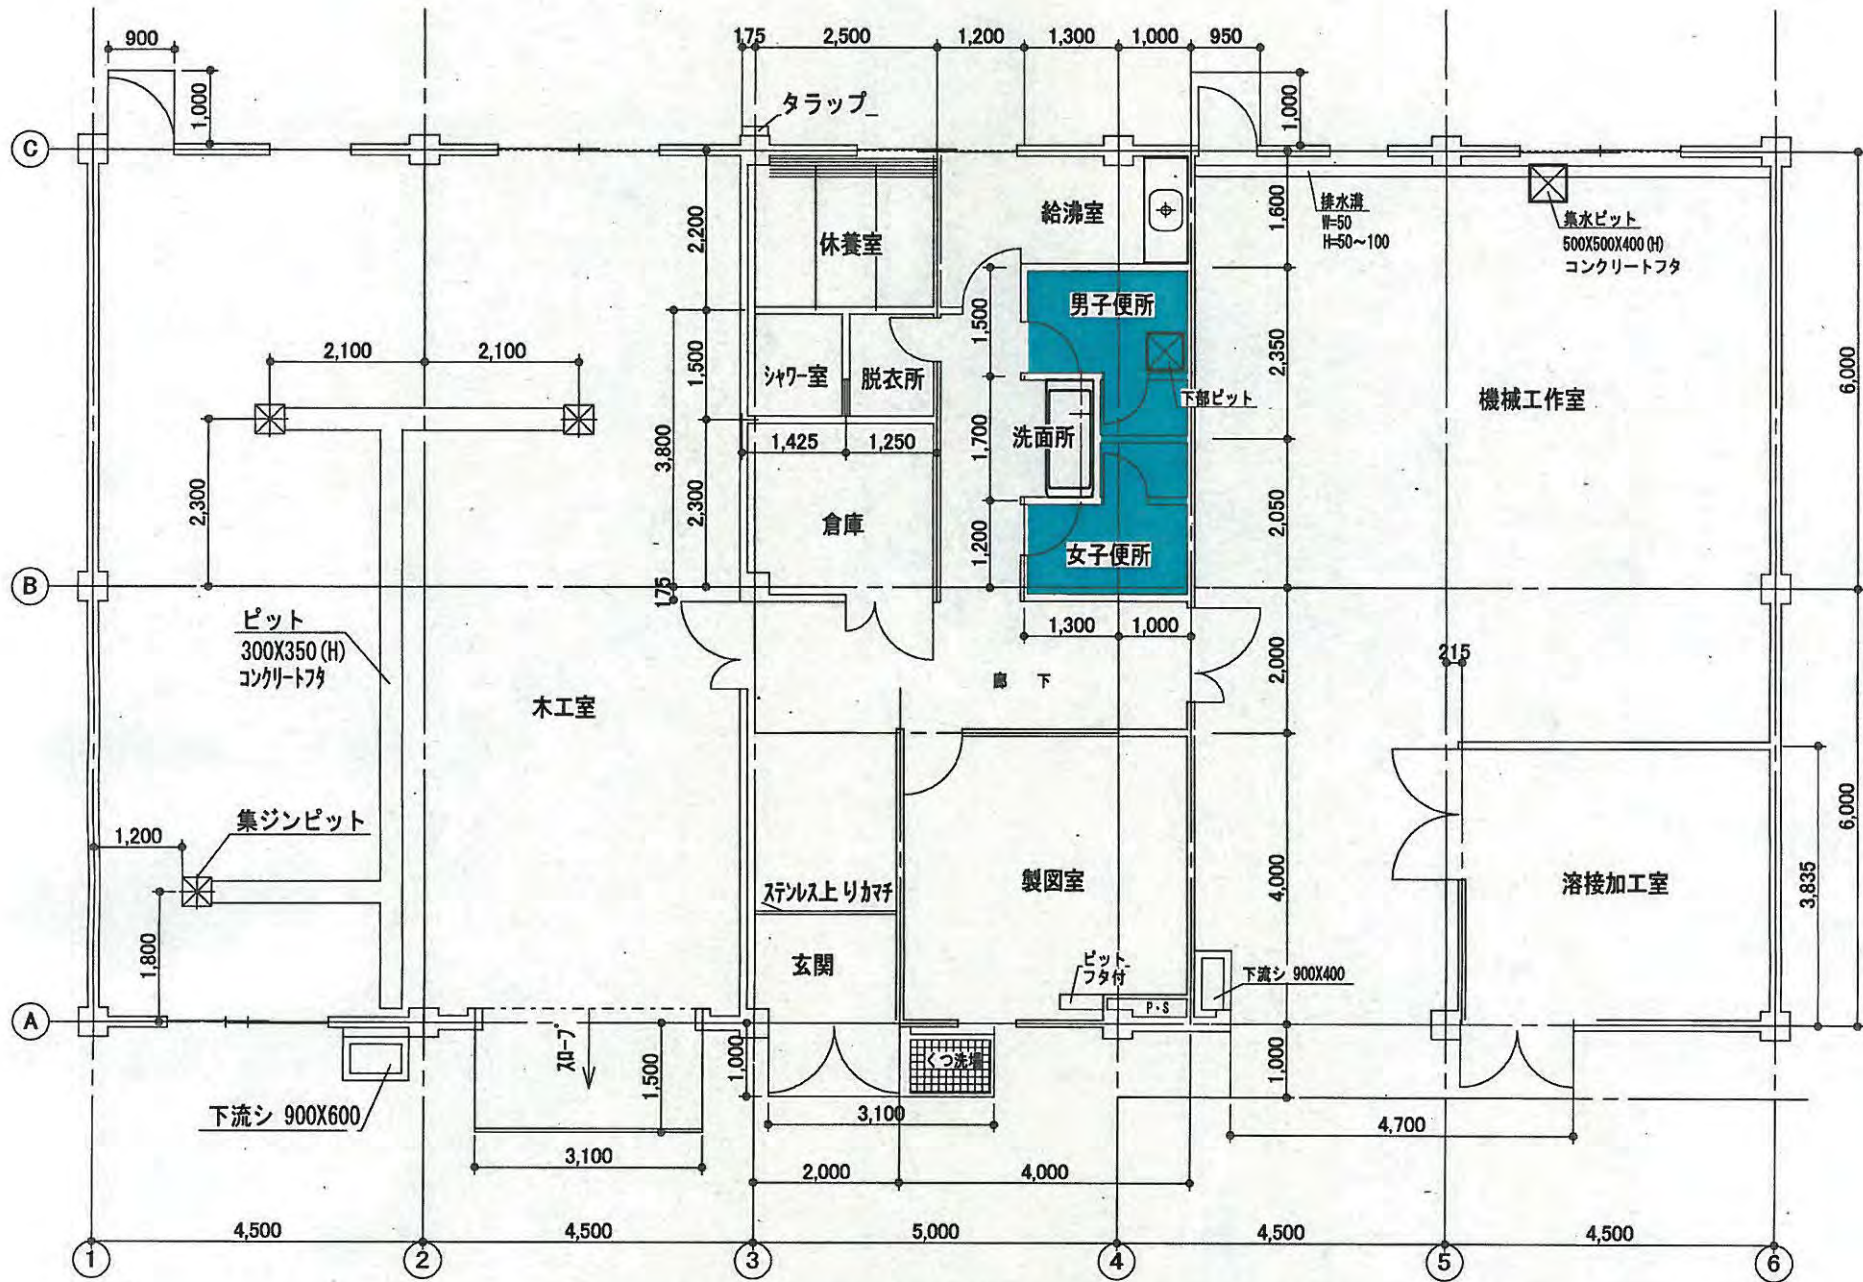 900
175
2,500
1,200
1,300
1,000
950
1,000
タラップ
1,000
C
排水溝
W=50
H=50~100
集水ピット
500X500X400(H)
コンクリートフタ
給沸室
1,600
2,200
休養室
男子便所
1,500
2,350
6,000
2,100
2,100
1,500
シャワー室
脱衣所
下部ピット
機械工作室
3,800
1,425
1,250
1,700
洗面所
2,300
2,300
倉庫
1,200
2,050
女子便所
B
175
ピット
300X350(H)
コンクリートフタ
1,300
1,000
2,000
215
廊 下
木工室
集ジンピット
1,200
6,000
ステンレス上りカマチ
製図室
4,000
溶接加工室
3,835
1,800
玄関
ピット
フタ付
下流シ 900X400
P・S
A
スロープ
1,500
1,000
くつ洗場
1,000
下流シ 900X600
3,100
4,700
3,100
2,000
4,000
4,500
4,500
5,000
4,500
4,500
1
2
3
4
5
6